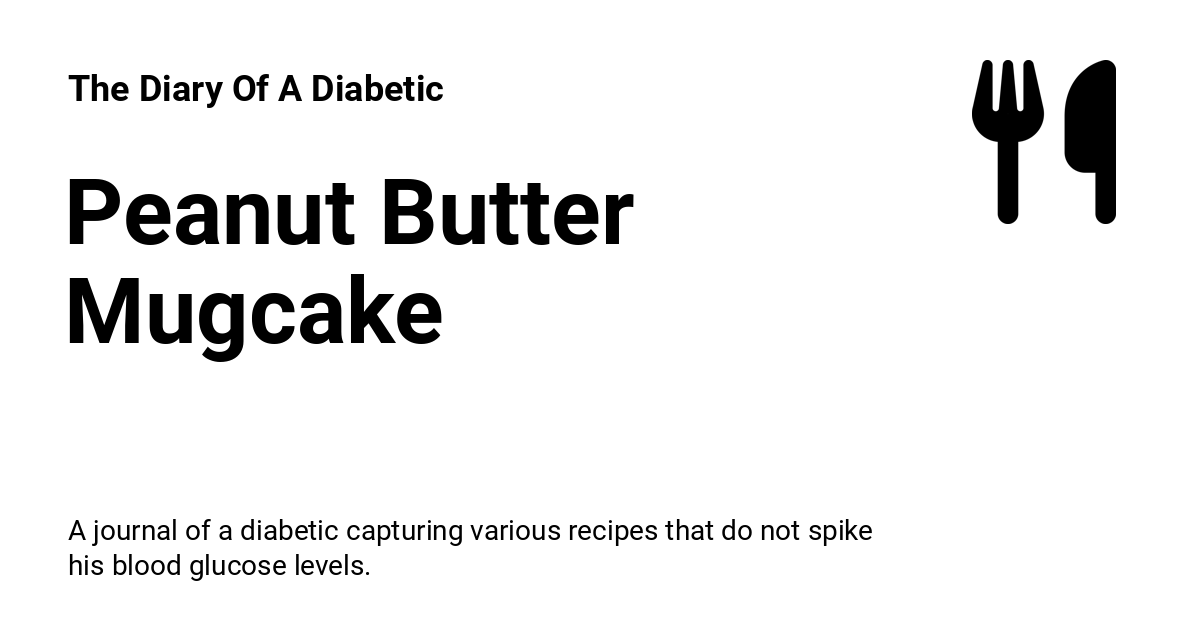 The Diary Of A Diabetic
Peanut Butter
Mugcake
A journal of a diabetic capturing various recipes that do not spike
his blood glucose levels.